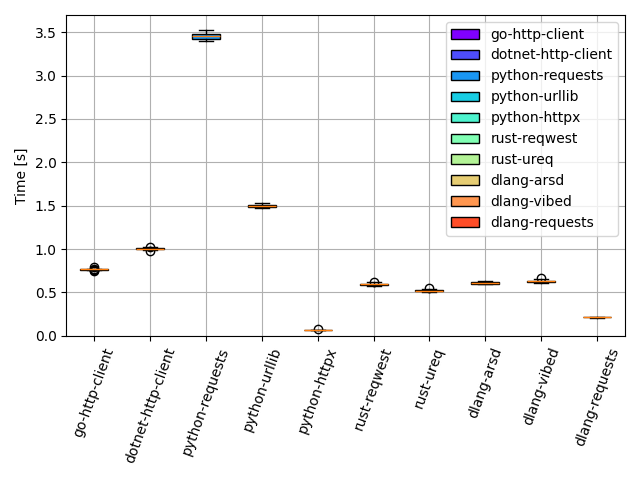 Time [s]
3.5
3.0
2.5
2.0
1.5
1.0
0.5
0.0
go-http-client
dotnet-http-client
python-requests
python-urllib
python-httpx
rust-reqwest
rust-ureq
dlang-arsd
dlang-vibed
dlang-requests
go-http-client
dotnet-http-client
python-requests
python-urllib
python-httpx
rust-reqwest
rust-ureq
dlang-arsd
dlang-vibed
dlang-requests